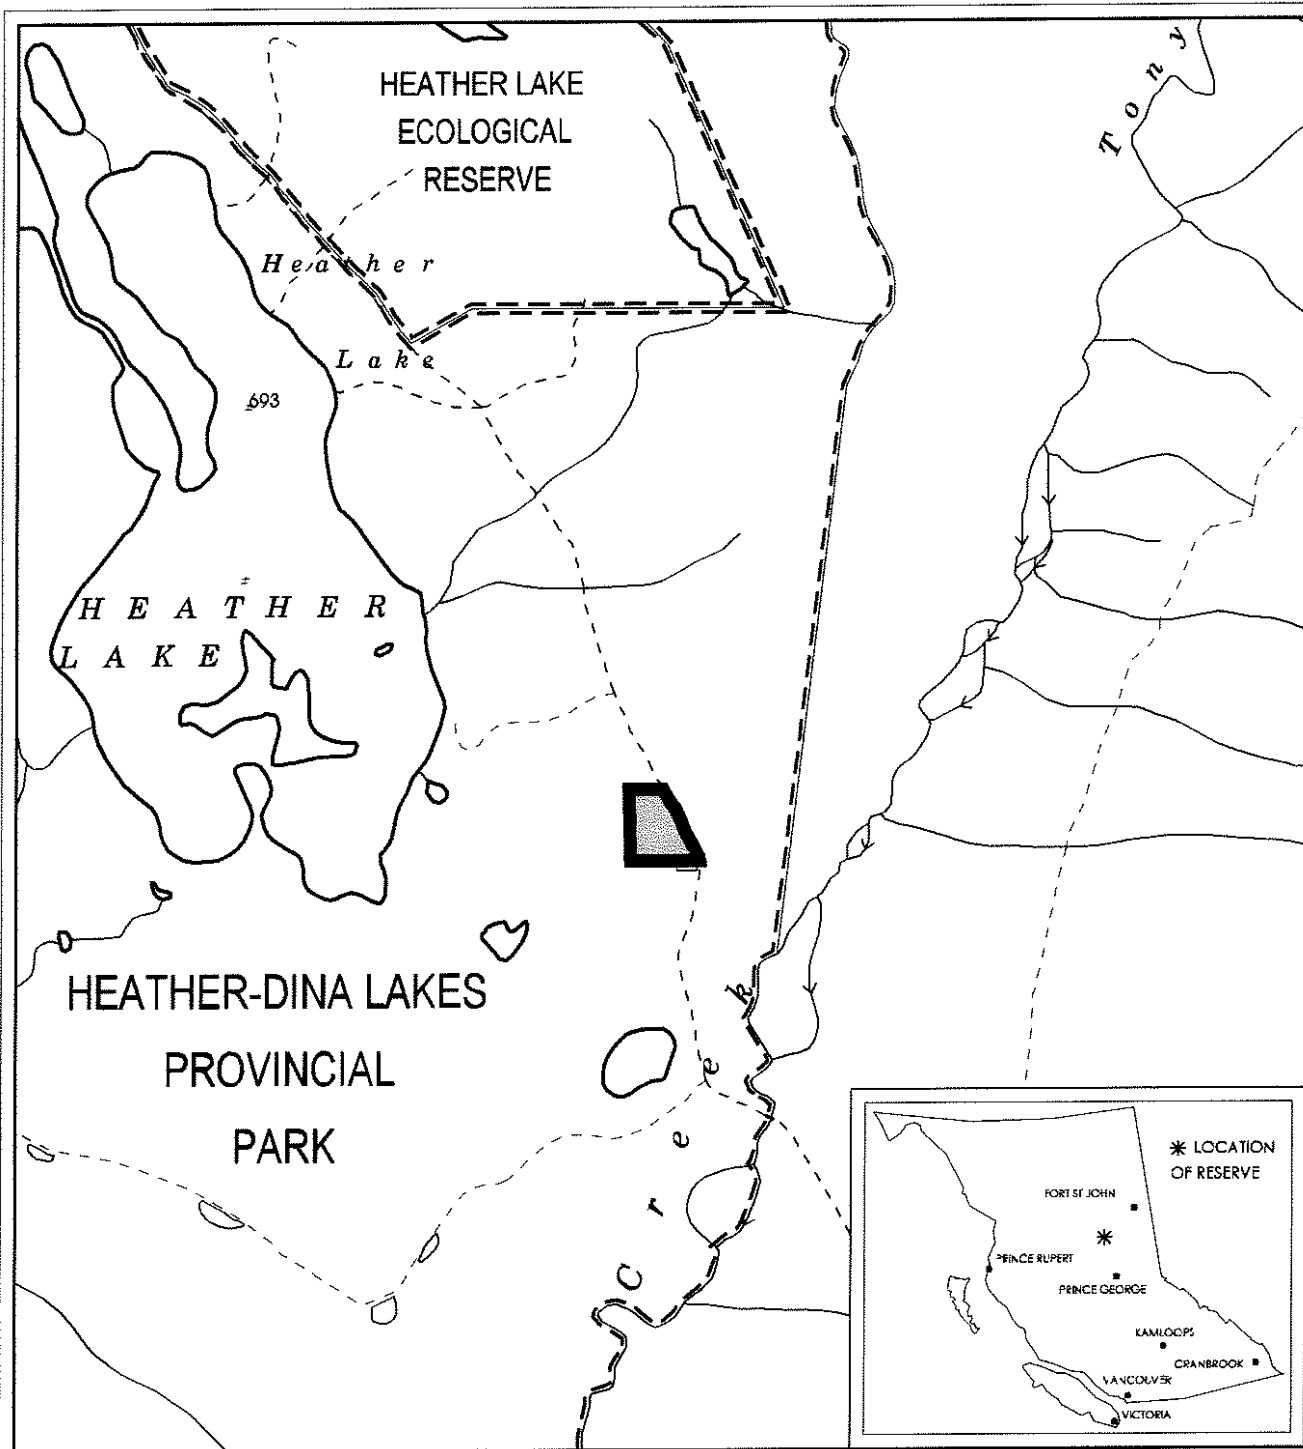 HEATHER LAKE
ECOLOGICAL
RESERVE
Tony
Heather
Lake
693
HEATHER
LAKE
HEATHER-DINA LAKES
PROVINCIAL
PARK
Creek
LOCATION
OF RESERVE
FORT ST JOHN
PRINCE RUPERT
PRINCE GEORGE
KAMLOOPS
CRANBROOK
VANCOUVER
VICTORIA